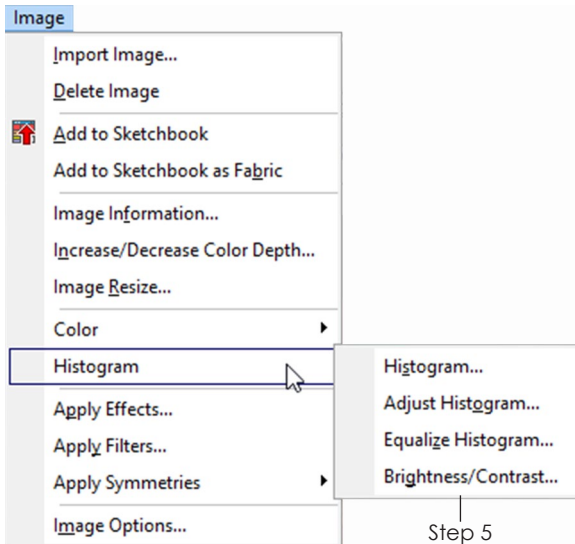 Image
Import Image...
Delete Image
Add to Sketchbook
Add to Sketchbook as Fabric
Image Information...
Increase/Decrease Color Depth...
Image Resize...
Color
Histogram
Apply Effects...
Apply Filters...
Apply Symmetries
Image Options...
Histogram...
Adjust Histogram...
Equalize Histogram...
Brightness/Contrast...
Step 5